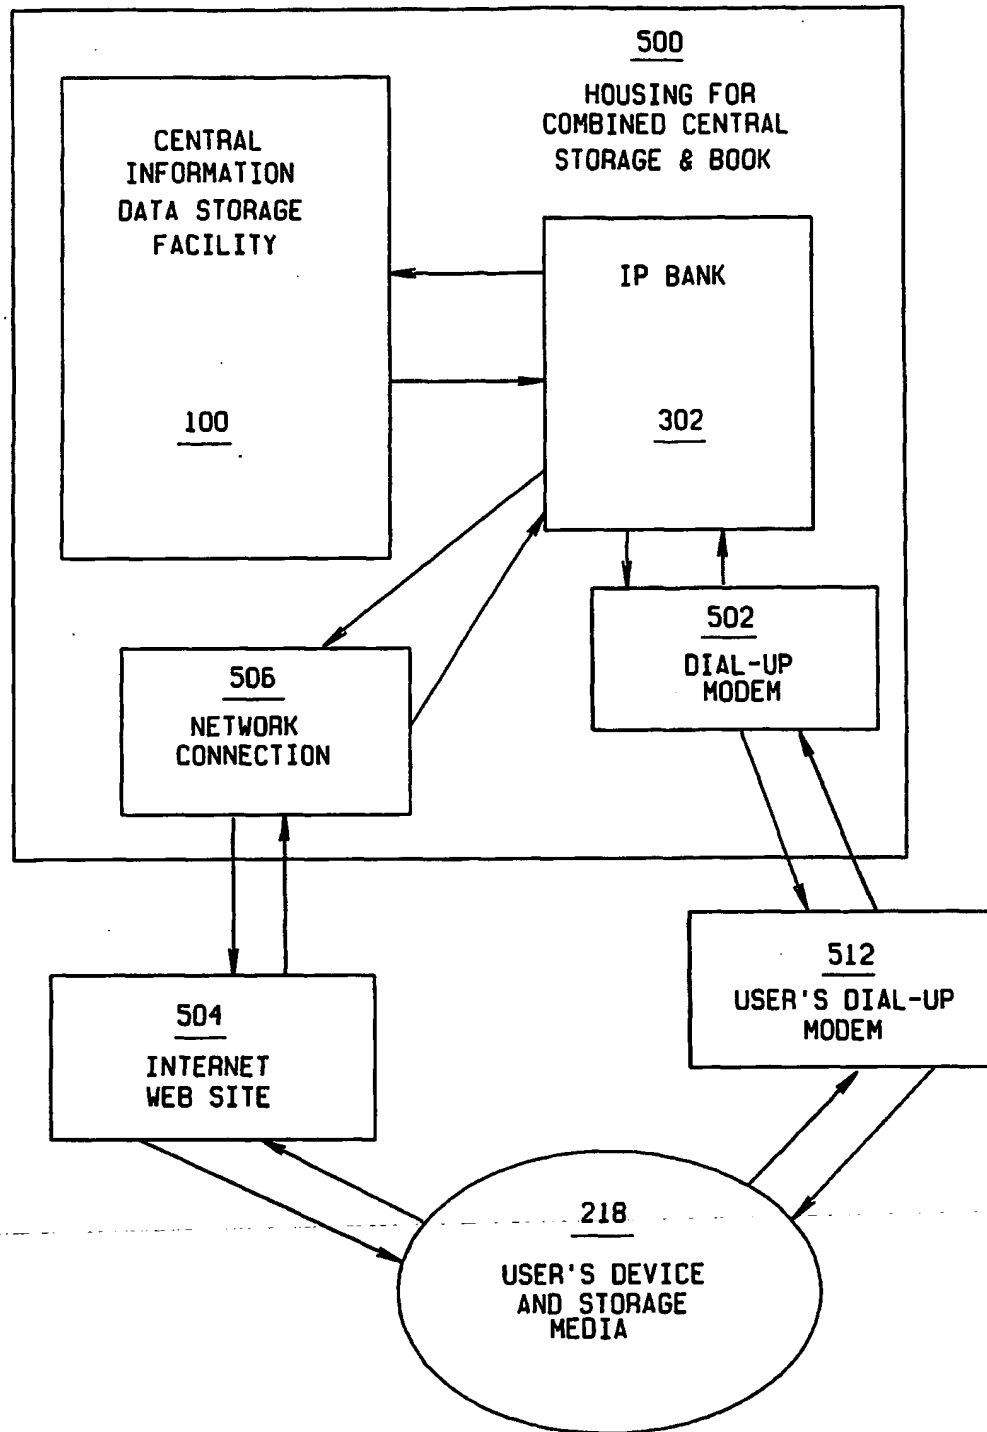 500
HOUSING FOR
COMBINED CENTRAL
STORAGE & BOOK
CENTRAL
INFORMATION
DATA STORAGE
FACILITY
100
IP BANK
302
502
DIAL-UP
MODEM
506
NETWORK
CONNECTION
504
INTERNET
WEB SITE
512
USER'S DIAL-UP
MODEM
218
USER'S DEVICE
AND STORAGE
MEDIA